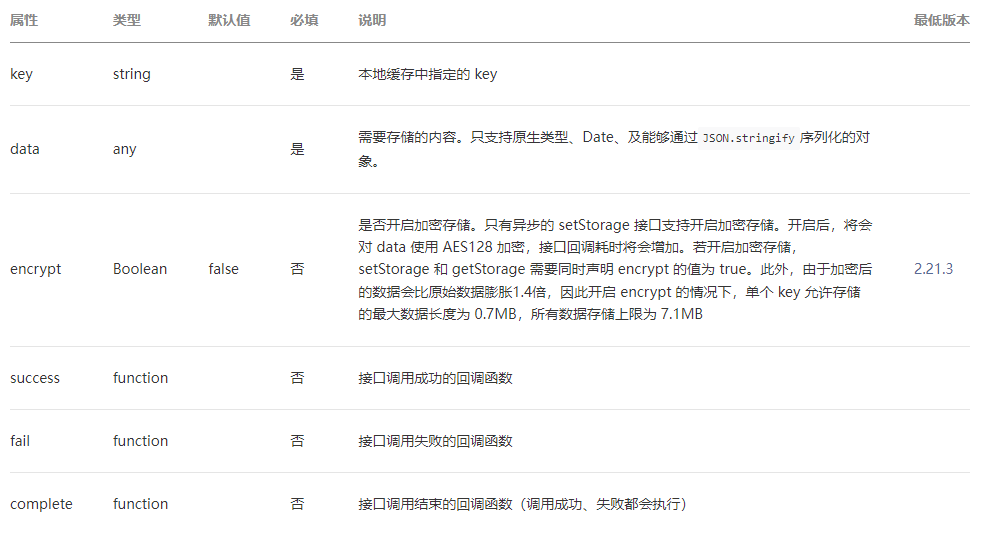 属性 类型 默认值 必填 说明 最低版本
key string 是 本地缓存中指定的 key
data any 是 需要存储的内容。只支持原生类型、Date、及能够通过 JSON.stringify 序列化的对
象。
是否开启加密存储。只有异步的 setStorage 接口支持开启加密存储。开启后，将会
对 data 使用 AES128 加密，接口回调耗时将会增加。若开启加密存储，
encrypt Boolean false 否 setStorage 和 getStorage 需要同时声明 encrypt 的值为 true。此外，由于加密后 2.21.3
的数据会比原始数据膨胀1.4倍，因此开启 encrypt 的情况下，单个 key 允许存储
的最大数据长度为 0.7MB，所有数据存储上限为 7.1MB
success function 否 接口调用成功的回调函数
fail function 否 接口调用失败的回调函数
complete function 否 接口调用结束的回调函数（调用成功、失败都会执行）